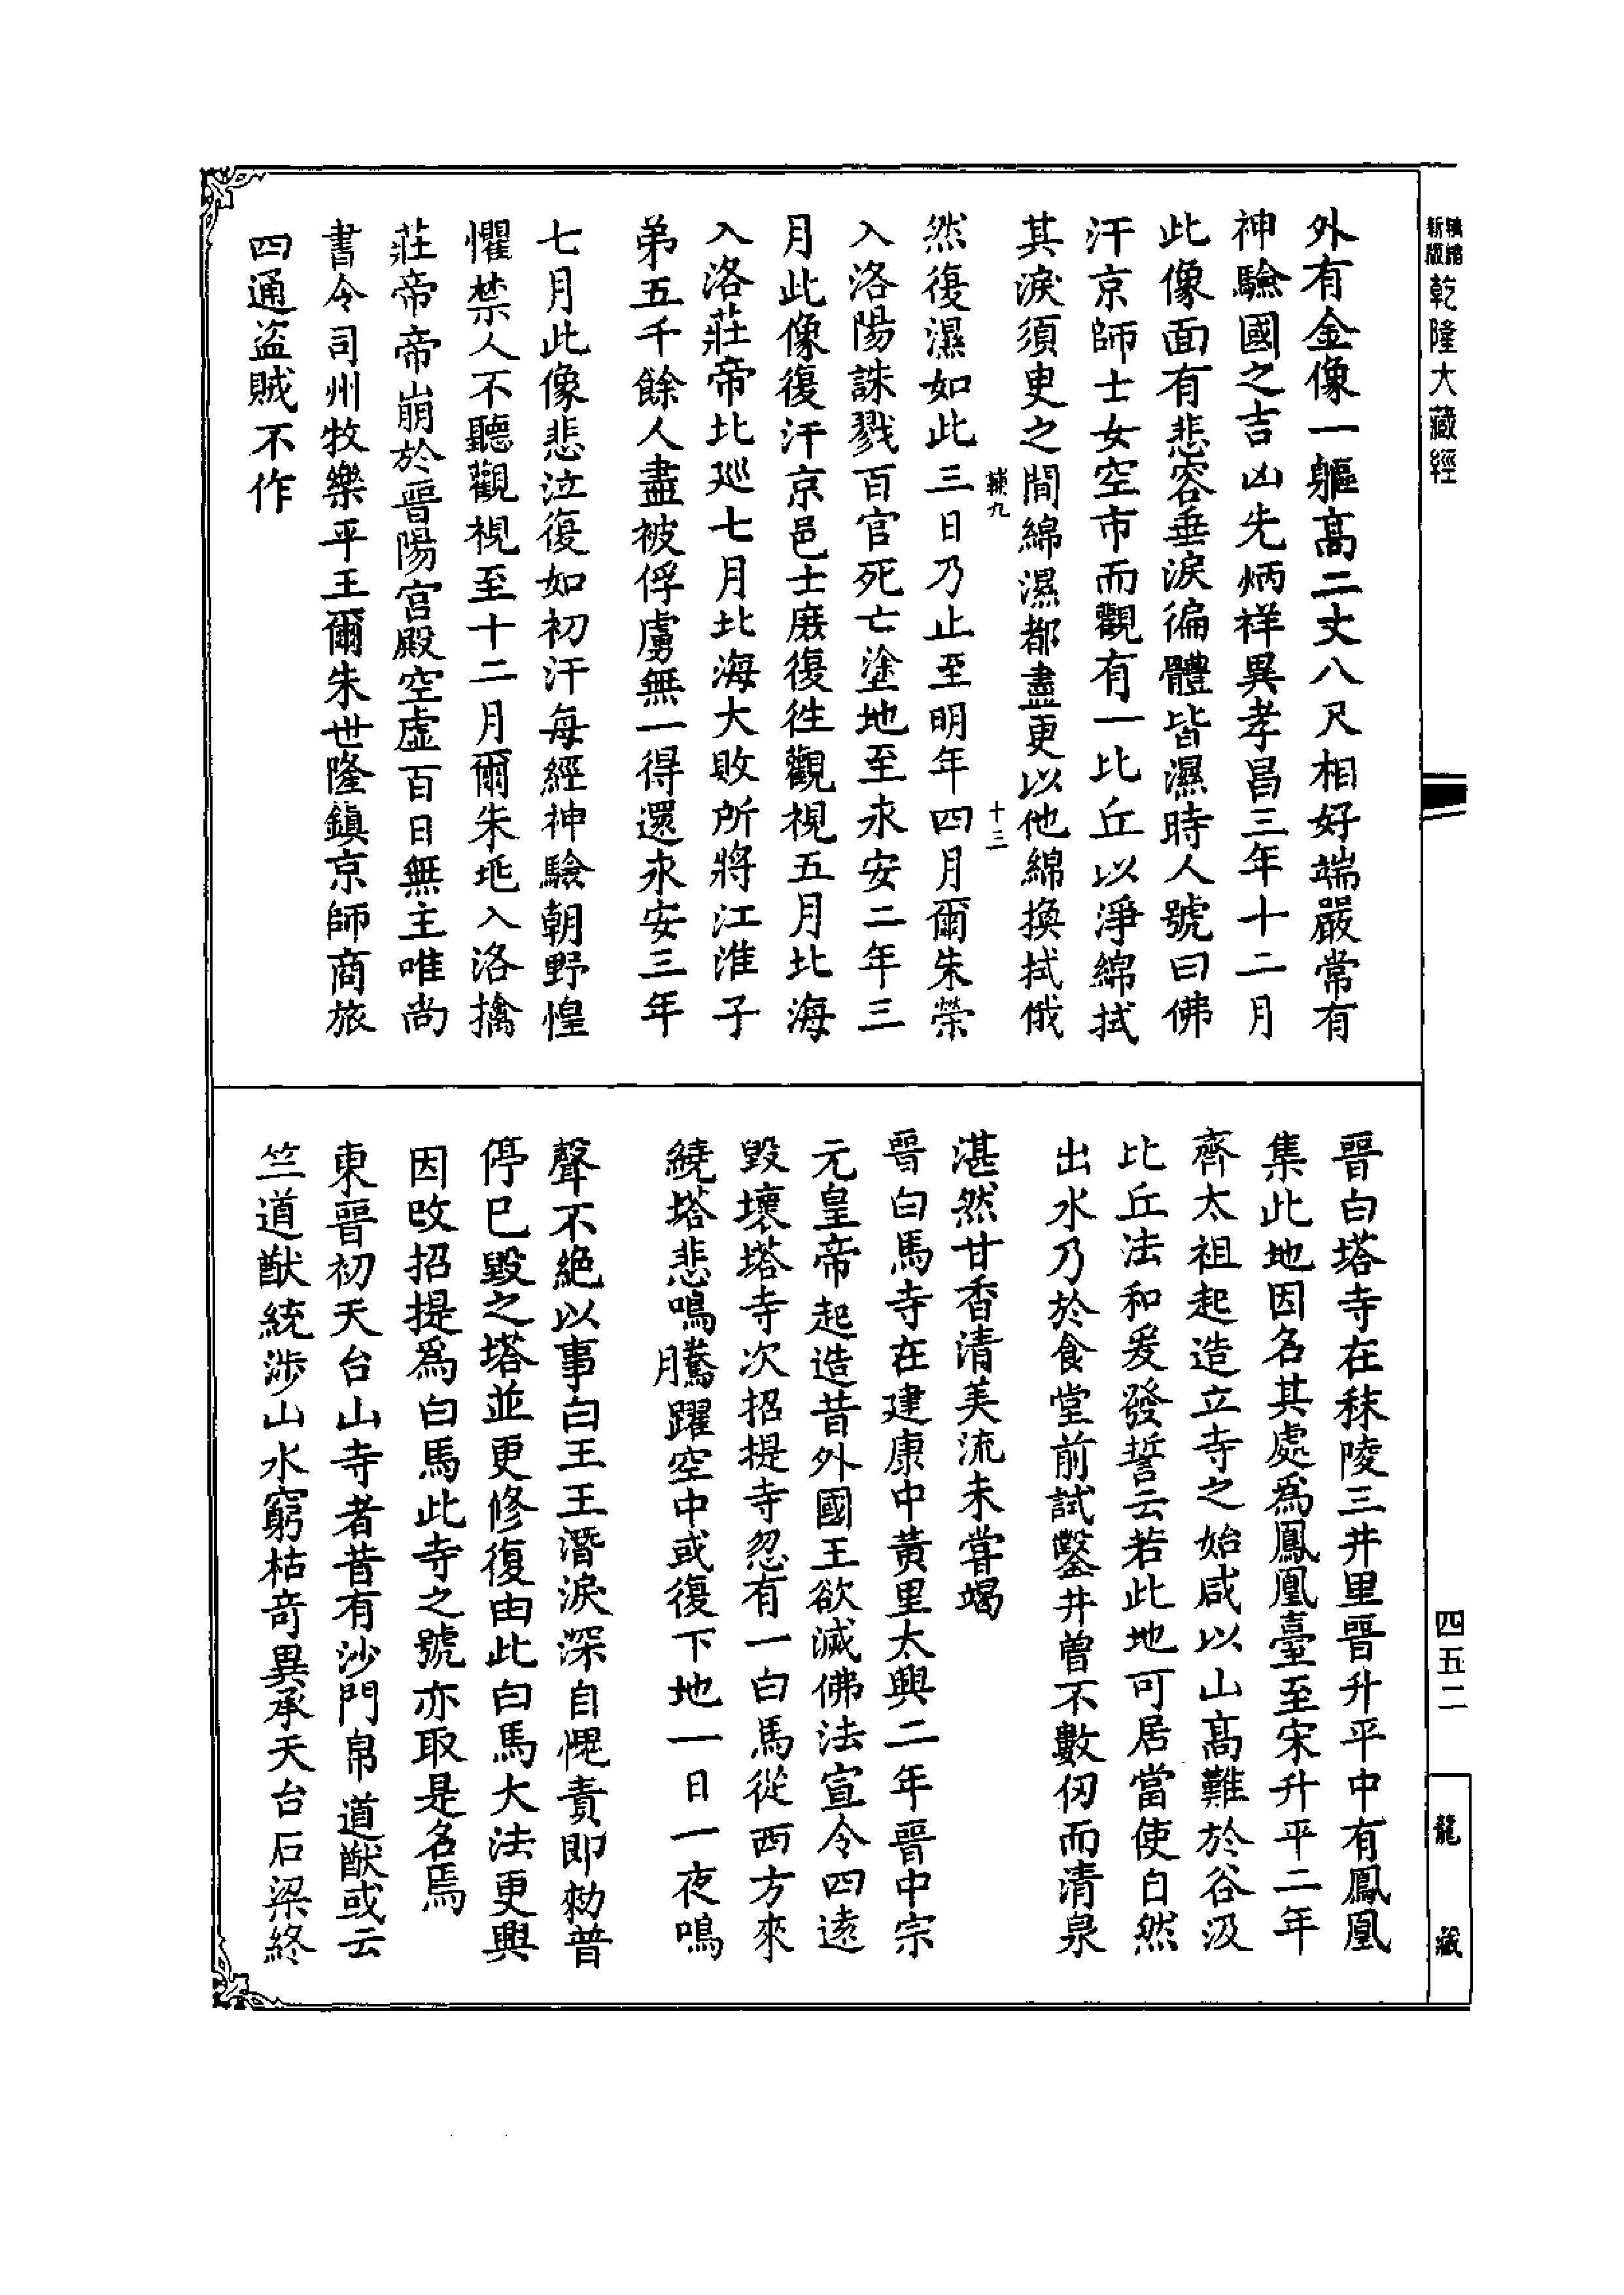 新版精縮乾隆大藏經
外有金像一軀高二丈八尺相好端嚴常有
神驗國之吉凶先炳祥異孝昌三年十二月
此像面有悲容垂淚徧體皆濕時人號曰佛
汗京師士女空市而觀有一比丘以淨綿拭
其淚須臾之間綿濕都盡更以他綿換拭俄
輦九
十三
然復濕如此三日乃止至明年四月爾朱榮
入洛陽誅戮百官死亡塗地至永安二年三
月此像復汗京邑士庶復往觀視五月北海
入洛莊帝北巡七月北海大敗所將江淮子
弟五千餘人盡被俘虜無一得還永安三年
七月此像悲泣復如初汗每經神驗朝野惶
懼禁人不聽觀視至十二月爾朱兆入洛擒
莊帝帝崩於晉陽宮殿空虛百日無主唯尚
書令司州牧樂平王爾朱世隆鎮京師商旅
四通盜賊不作
晉白塔寺在秣陵三井里晉升平中有鳳凰
集此地因名其處為鳳凰臺至宋升平二年
齊太祖起造立寺之始咸以山高難於谷汲
比丘法和爰發誓云若此地可居當使自然
出水乃於食堂前試鑿井曾不數仞而清泉
湛然甘香清美流未嘗竭
晉白馬寺在建康中黃里太興二年晉中宗
元皇帝起造昔外國王欲滅佛法宣令四遠
毀壞塔寺次招提寺忽有一白馬從西方來
繞塔悲鳴騰躍空中或復下地一日一夜鳴
聲不絕以事白王王潛淚深自愧責即勑普
停巳毀之塔並更修復由此白馬大法更興
因改招提爲白馬此寺之號亦取是名焉
東晉初天台山寺者昔有沙門帛道猷或云
竺道猷統涉山水窮枯奇異承天台石梁終
四五二
龍藏